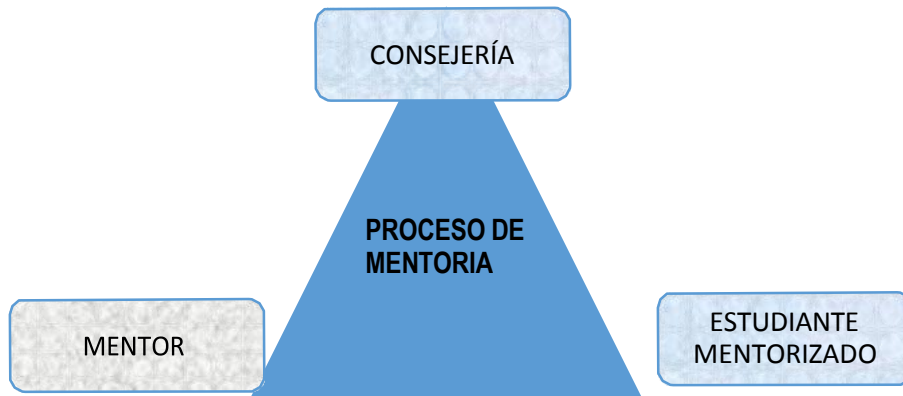 CONSEJERÍA
PROCESO DE
MENTORIA
MENTOR
ESTUDIANTE
MENTORIZADO